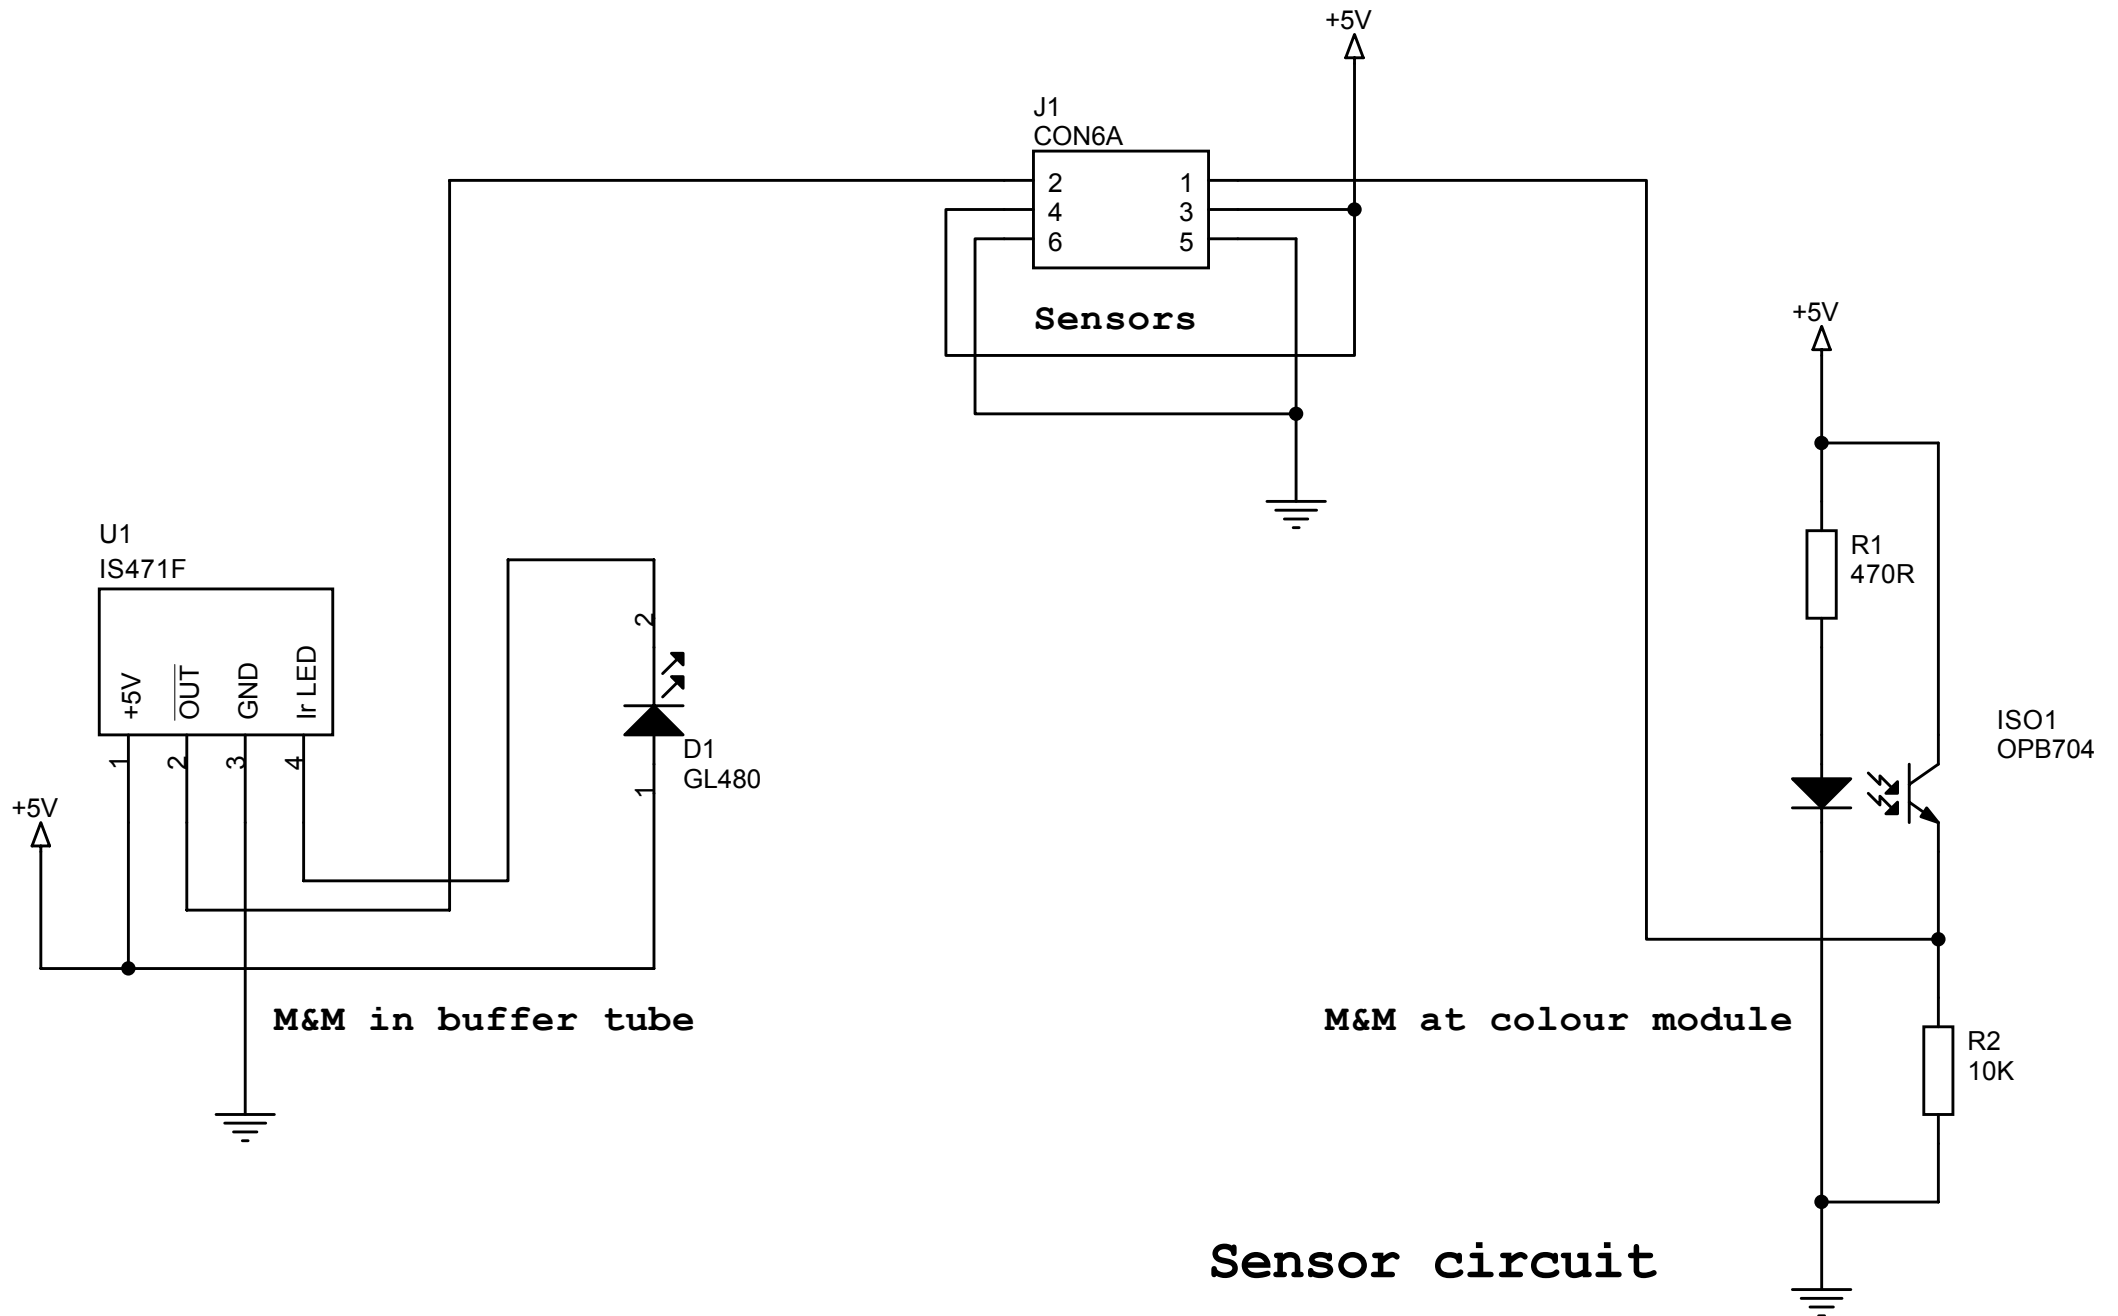 +5V
J1
CON6A
2 1
4 3
6 5
Sensors
+5V
U1
IS471F
+5V
OUT
GND
Ir LED
1
2
3
4
2
D1
GL480
1
+5V
R1
470R
ISO1
OPB704
M&M in buffer tube
M&M at colour module
R2
10K
Sensor circuit